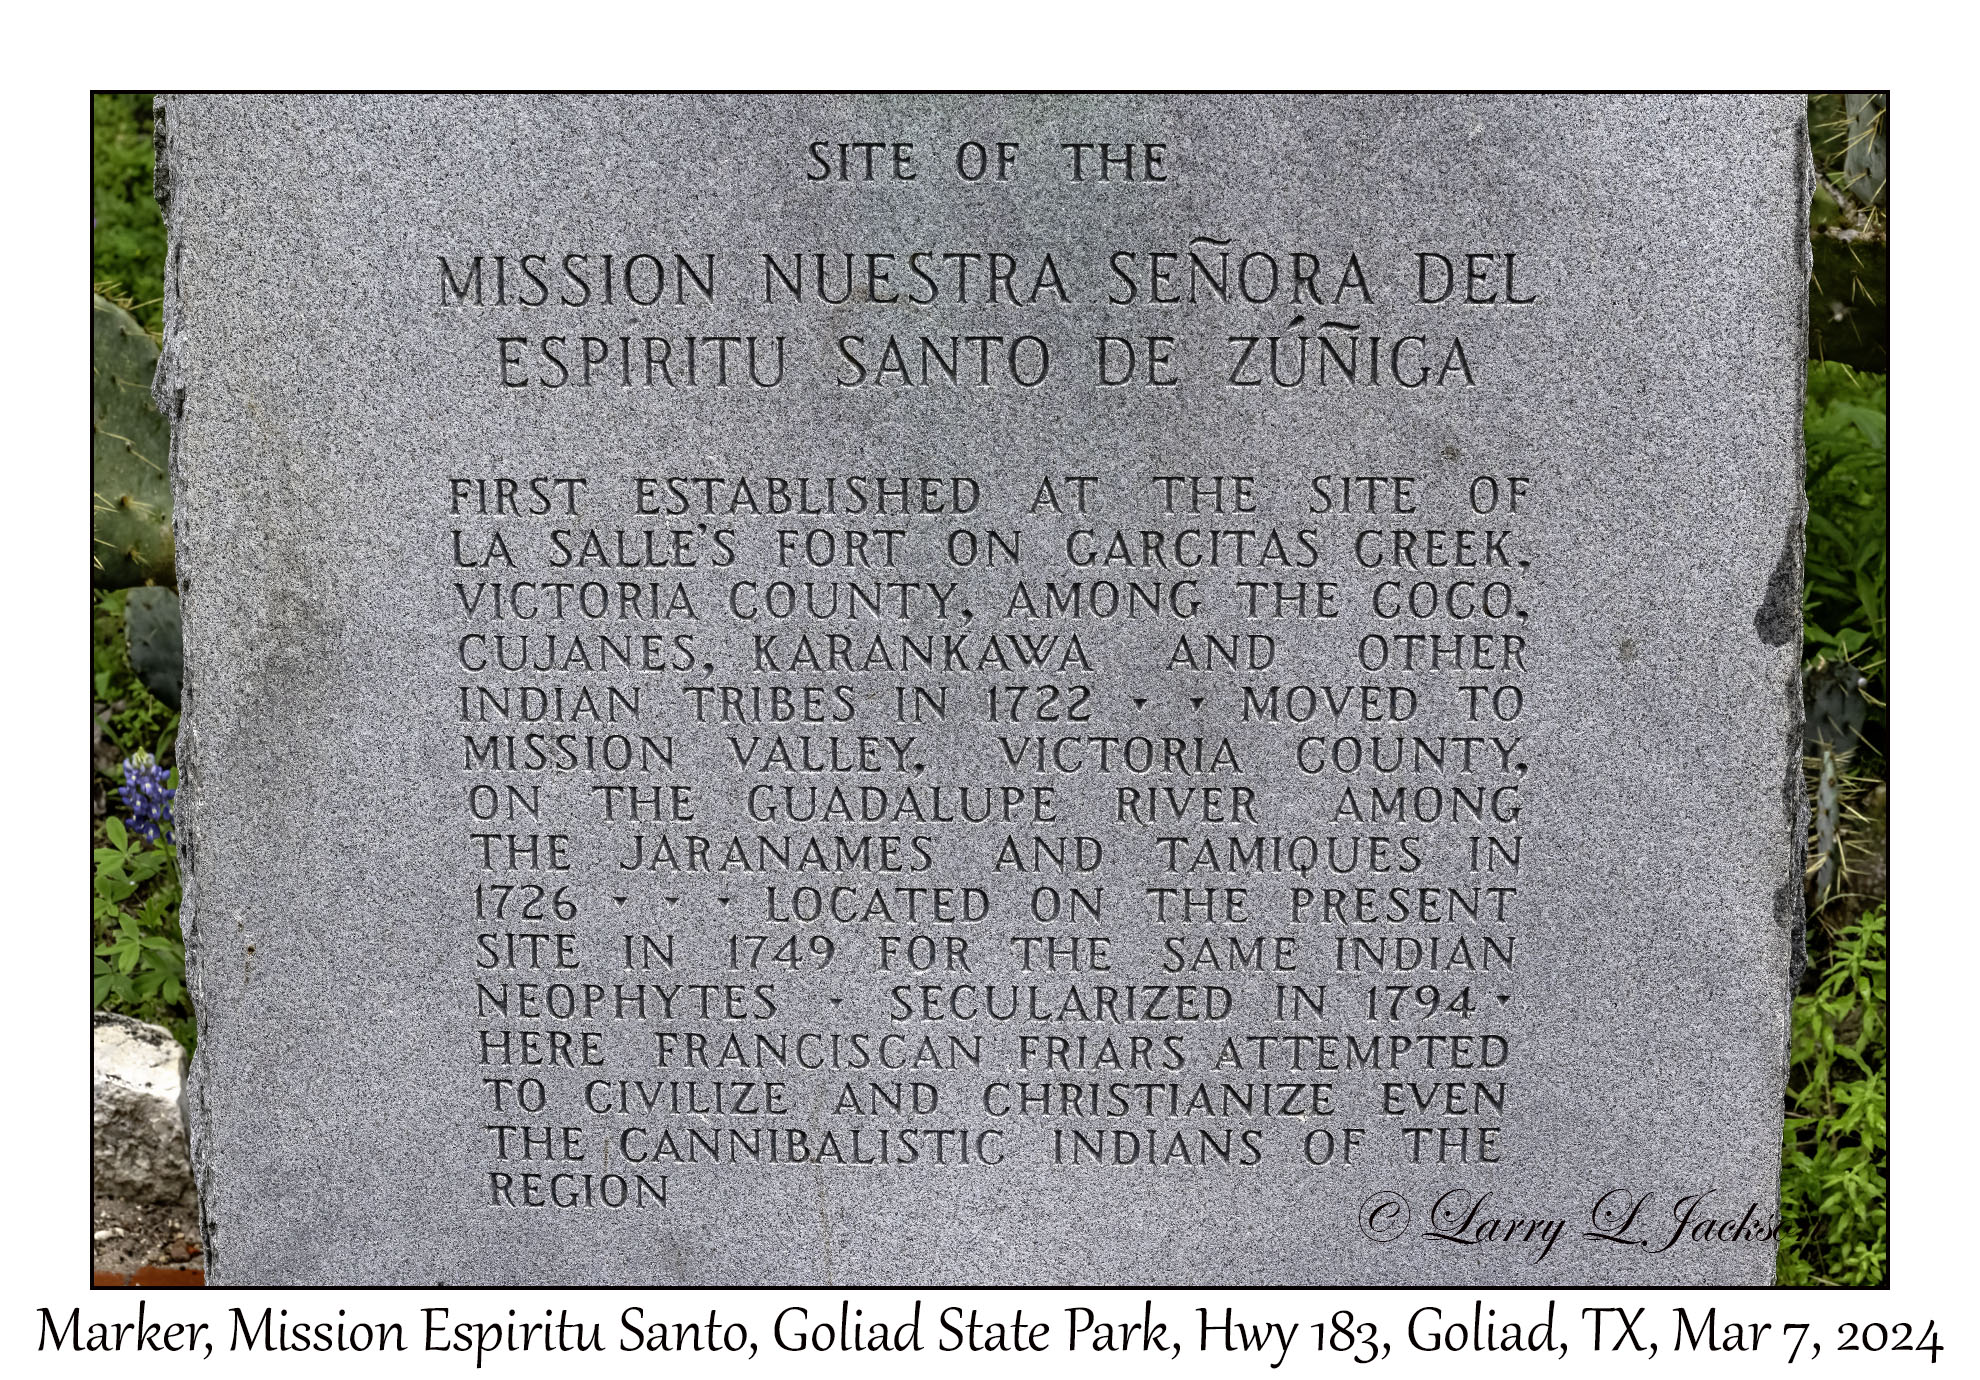 SITE OF THE
MISSION NUESTRA SEÑORA DEL
ESPÍRITU SANTO DE ZÚÑIGA
FIRST ESTABLISHED AT THE SITE OF
LA SALLE'S FORT ON GARCITAS CREEK,
VICTORIA COUNTY, AMONG THE COCO,
CUJANES, KARANKAWA AND OTHER
INDIAN TRIBES IN 1722 ▾ ▾ MOVED TO
MISSION VALLEY, VICTORIA COUNTY,
ON THE GUADALUPE RIVER AMONG
THE JARANAMES AND TAMIQUES IN
1726 ▾ ▾ ▾ LOCATED ON THE PRESENT
SITE IN 1749 FOR THE SAME INDIAN
NEOPHYTES ▾ SECULARIZED IN 1794 ▾
HERE FRANCISCAN FRIARS ATTEMPTED
TO CIVILIZE AND CHRISTIANIZE EVEN
THE CANNIBALISTIC INDIANS OF THE
REGION
© Larry L Jackson
Marker, Mission Espiritu Santo, Goliad State Park, Hwy 183, Goliad, TX, Mar 7, 2024